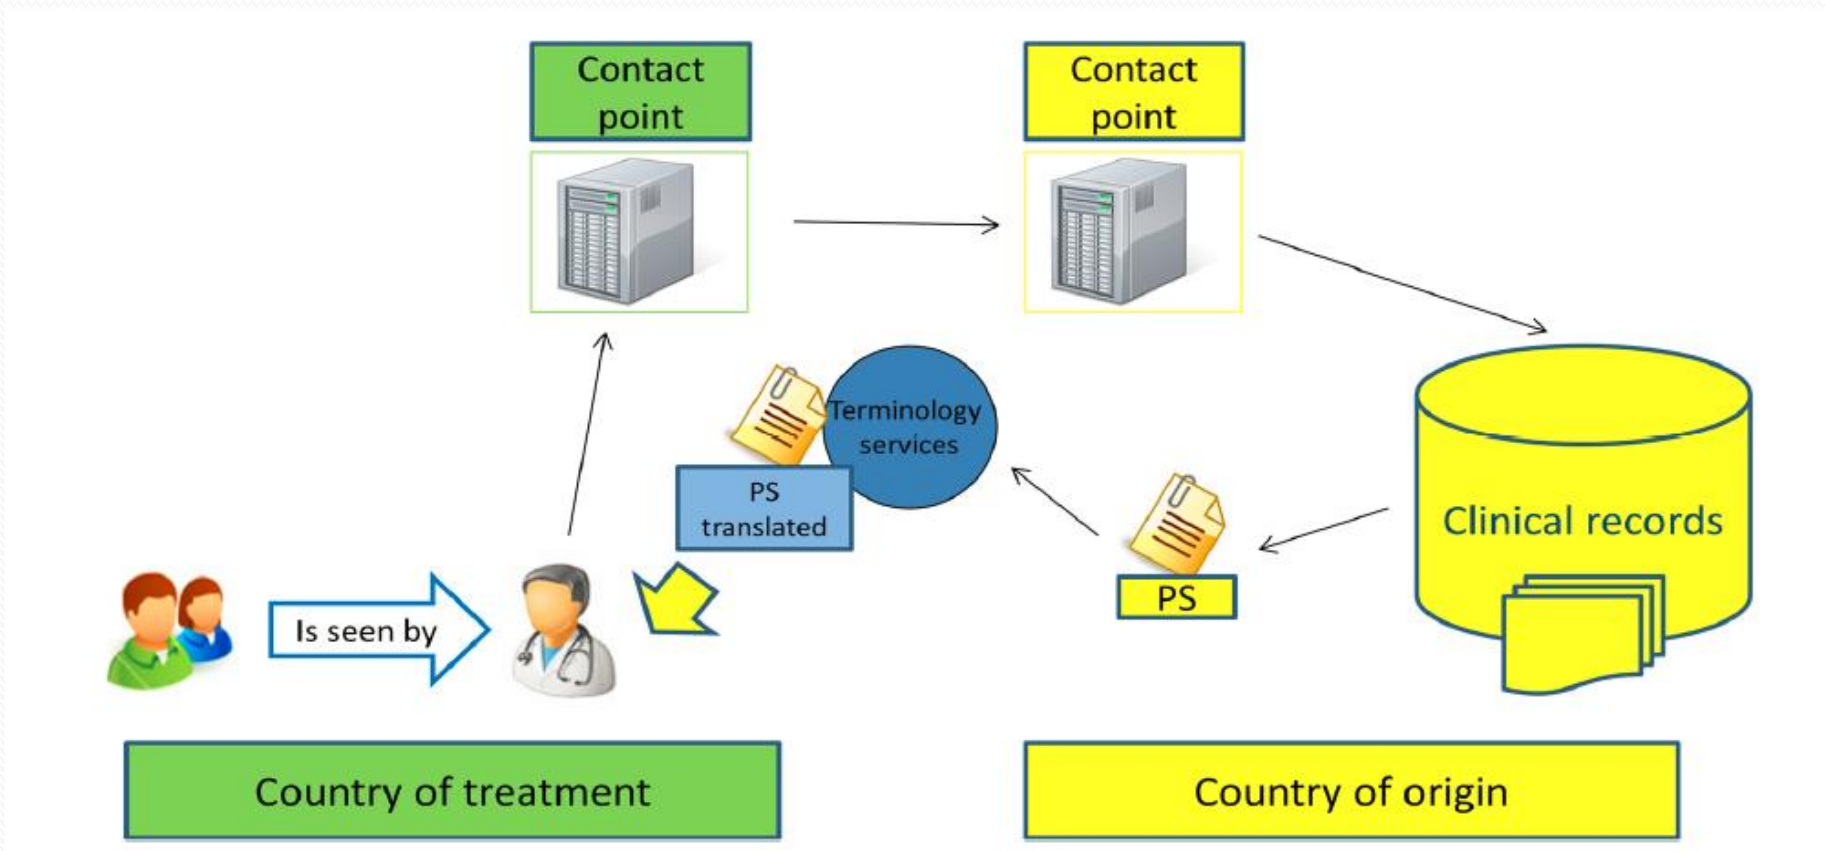 Contact
point
Contact
point
Terminology
services
PS
translated
PS
Clinical records
Is seen by
Country of treatment
Country of origin